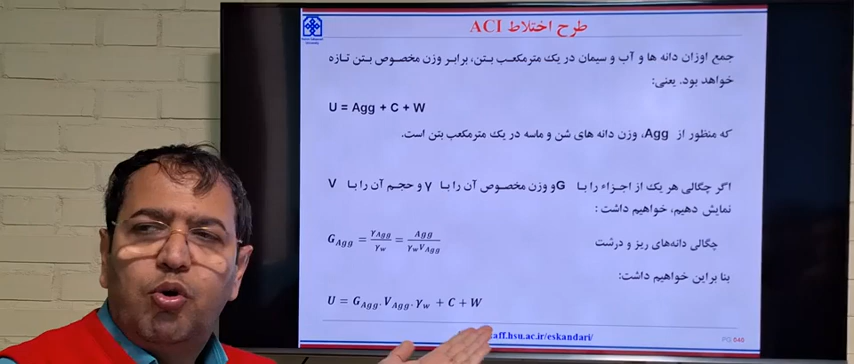 طرح اختلاط ACI
جمع اوزان دانه ها و آب و سیمان در یک مترمکعب بتن، برابر وزن مخصوص بتن تازه
خواهد بود. یعنی:
U = Agg + C + W
که منظور از Agg، وزن دانه های شن و ماسه در یک مترمکعب بتن است.
اگر چگالی هر یک از اجزاء را با G و وزن مخصوص آن را با γ و حجم آن را با V
نمایش دهیم، خواهیم داشت :
چگالی دانه‌های ریز و درشت
G_Agg = γ_Agg / γ_w = Agg / γ_w V_Agg
بنا براین خواهیم داشت:
U = G_Agg. V_Agg. γ_w + C + W
aff.hsu.ac.ir/eskandari/
PG 640